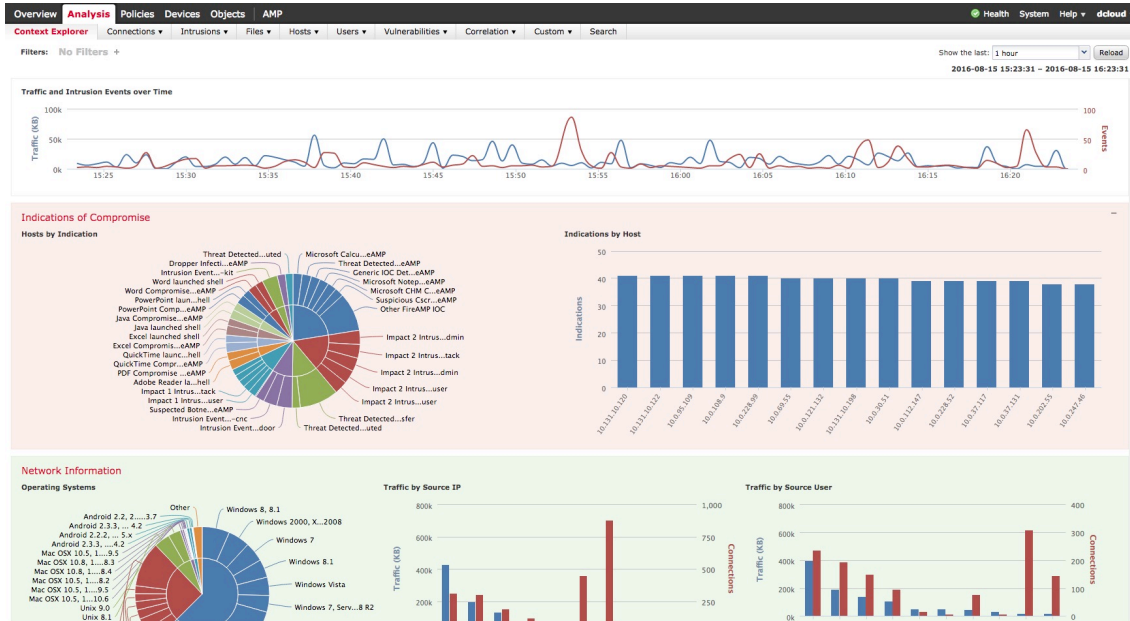 Overview Analysis Policies Devices Objects AMP Health System Help dcloud
Context Explorer Connections Intrusions Files Hosts Users Vulnerabilities Correlation Custom Search
Filters: No Filters + Show the last: 1 hour Reload
2016-08-15 15:23:31 - 2016-08-15 16:23:31
Traffic and Intrusion Events over Time
100k 100
50k 50
0k 0
Traffic (KB)
Events
15:25 15:30 15:35 15:40 15:45 15:50 15:55 16:00 16:05 16:10 16:15 16:20
Indications of Compromise
Hosts by Indication
Threat Detected...uted
Dropper Infecti...eAMP
Intrusion Event...-kit
Word launched shell
Word Compromise...eAMP
PowerPoint laun...hell
PowerPoint Comp...eAMP
Java Compromise...eAMP
Java launched shell
Excel launched shell
Excel Compromis...eAMP
QuickTime launc...hell
QuickTime Compr...eAMP
PDF Compromise ...eAMP
Adobe Reader la...hell
Impact 1 Intrus...tack
Impact 1 Intrus...user
Suspected Botne...eAMP
Intrusion Event...-cnc
Intrusion Event...door
Microsoft Calcu...eAMP
Threat Detected...eAMP
Generic IOC Det...eAMP
Microsoft Notep...eAMP
Microsoft CHM C...eAMP
Suspicious Cscr...eAMP
Other FireAMP IOC
Impact 2 Intrus...dmin
Impact 2 Intrus...tack
Impact 2 Intrus...dmin
Impact 2 Intrus...user
Impact 2 Intrus...user
Threat Detected...sfer
Threat Detected...uted
Indications by Host
50
40
30
20
10
0
Indications
10.131.10.120 10.131.10.122 10.0.95.109 10.0.108.9 10.0.228.99 10.0.69.55 10.0.121.132 10.131.10.198 10.0.30.51 10.0.112.147 10.0.228.52 10.0.37.117 10.0.37.131 10.0.202.55 10.0.247.46
Network Information
Operating Systems
Other
Android 2.2, 2.....3.7
Android 2.3.3, ... 4.2
Android 2.2.2, ... 5.x
Android 2.3.3, ....4.2
Mac OSX 10.5, 1....9.5
Mac OSX 10.8, 1....8.3
Mac OSX 10.8, 1....8.4
Mac OSX 10.5, 1....8.2
Mac OSX 10.5, 1....9.5
Mac OSX 10.5, 1...10.6
Unix 9.0
Unix 8.1
Windows 8, 8.1
Windows 2000, X...2008
Windows 7
Windows 8.1
Windows Vista
Windows 7, Serv...8 R2
Traffic by Source IP
800k 1,000
600k 750
400k 500
200k 250
Traffic (KB)
Connections
Traffic by Source User
800k 400
600k 300
400k 200
200k 100
0k 0
Traffic (KB)
Connections